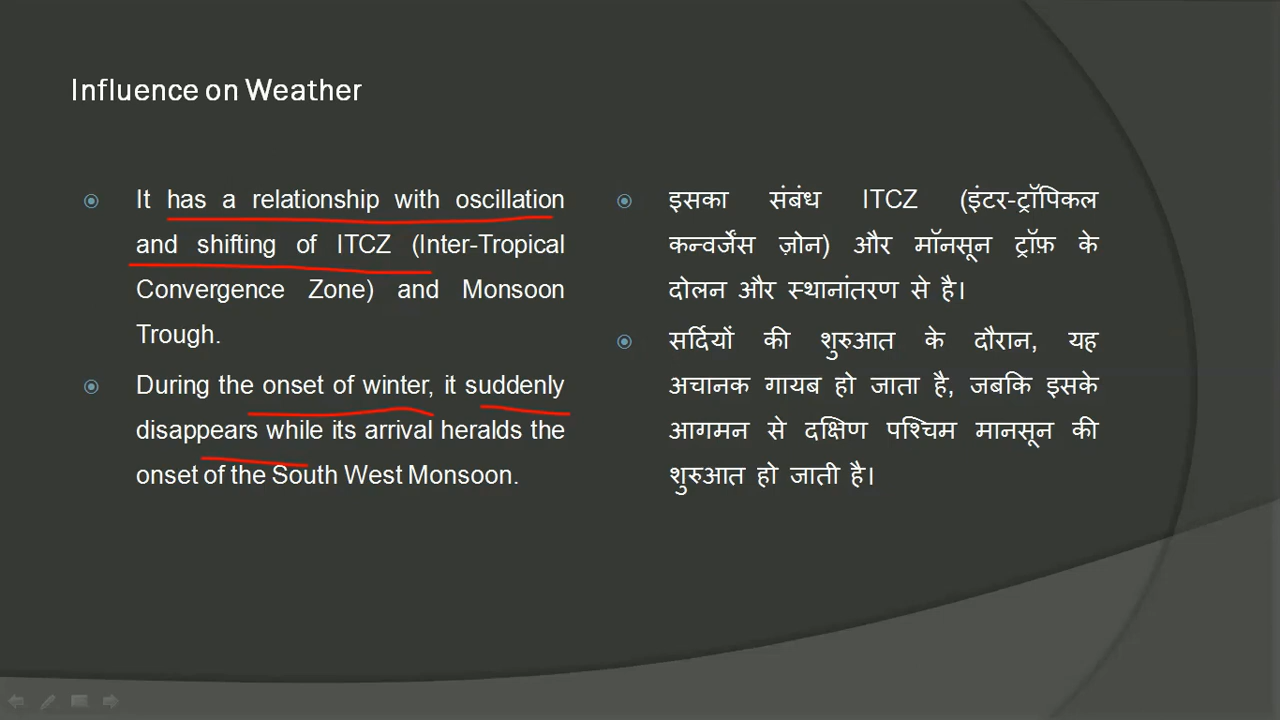 Influence on Weather
It has a relationship with oscillation
and shifting of ITCZ (Inter-Tropical
Convergence Zone) and Monsoon
Trough.
During the onset of winter, it suddenly
disappears while its arrival heralds the
onset of the South West Monsoon.
इसका संबंध ITCZ (इंटर-ट्रॉपिकल
कन्वर्जेंस ज़ोन) और मॉनसून ट्रॉफ़ के
दोलन और स्थानांतरण से है।
सर्दियों की शुरुआत के दौरान, यह
अचानक गायब हो जाता है, जबकि इसके
आगमन से दक्षिण पश्चिम मानसून की
शुरुआत हो जाती है।